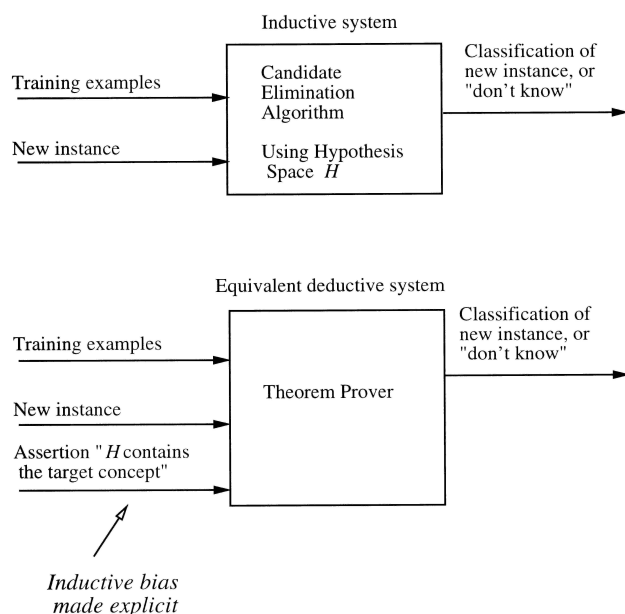 Inductive system
Training examples
New instance
Candidate
Elimination
Algorithm
Using Hypothesis
Space H
Classification of
new instance, or
"don't know"
Equivalent deductive system
Training examples
New instance
Assertion " H contains
the target concept"
Theorem Prover
Classification of
new instance, or
"don't know"
Inductive bias
made explicit